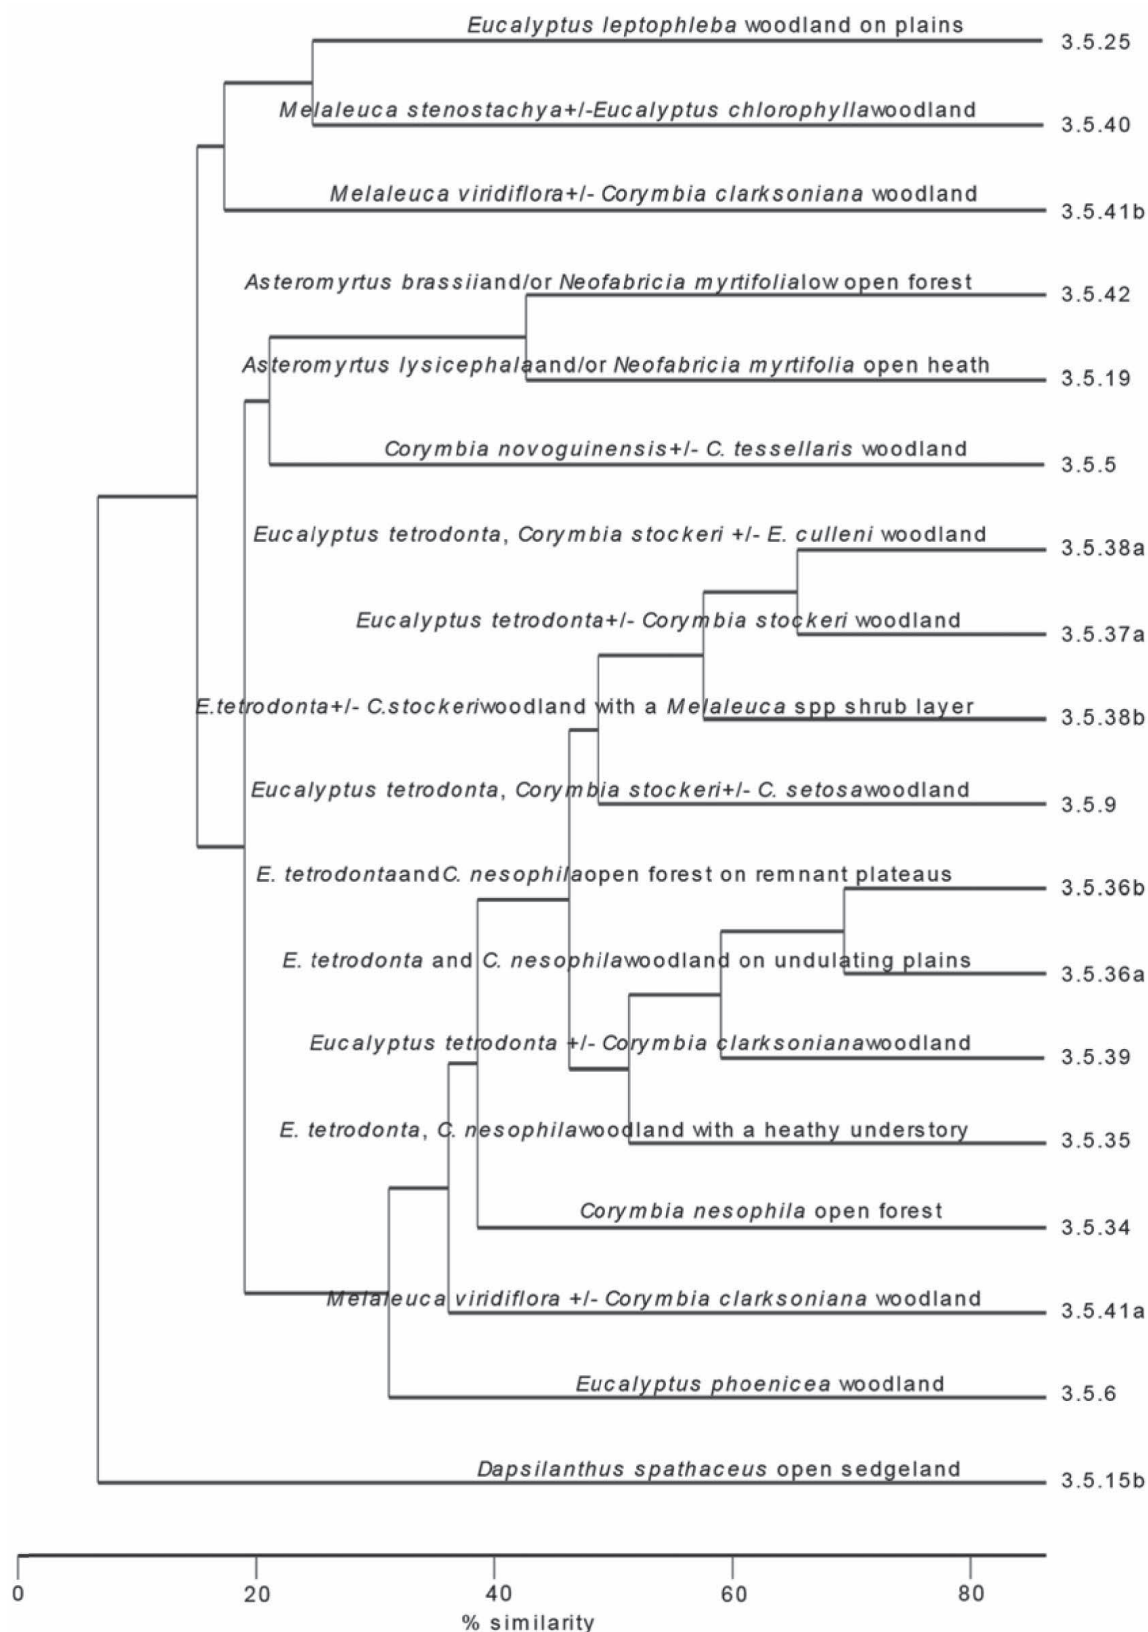 Eucalyptus leptophleba woodland on plains 3.5.25
Melaleuca stenostachya+/-Eucalyptus chlorophyllawoodland 3.5.40
Melaleuca viridiflora+/- Corymbia clarksoniana woodland 3.5.41b
Asteromyrtus brassiiand/or Neofabricia myrtifolialow open forest 3.5.42
Asteromyrtus lysicephalaand/or Neofabricia myrtifolia open heath 3.5.19
Corymbia novoguinensis+/- C. tessellaris woodland 3.5.5
Eucalyptus tetrodonta, Corymbia stockeri +/- E. culleni woodland 3.5.38a
Eucalyptus tetrodonta+/- Corymbia stockeri woodland 3.5.37a
E.tetrodonta+/- C.stockeriwoodland with a Melaleuca spp shrub layer 3.5.38b
Eucalyptus tetrodonta, Corymbia stockeri+/- C. setosawoodland 3.5.9
E. tetrodontaandC. nesophilaopen forest on remnant plateaus 3.5.36b
E. tetrodonta and C. nesophilawoodland on undulating plains 3.5.36a
Eucalyptus tetrodonta +/- Corymbia clarksonianawoodland 3.5.39
E. tetrodonta, C. nesophilawoodland with a heathy understory 3.5.35
Corymbia nesophila open forest 3.5.34
Melaleuca viridiflora +/- Corymbia clarksoniana woodland 3.5.41a
Eucalyptus phoenicea woodland 3.5.6
Dapsilanthus spathaceus open sedgeland 3.5.15b
0 20 40 60 80
% similarity